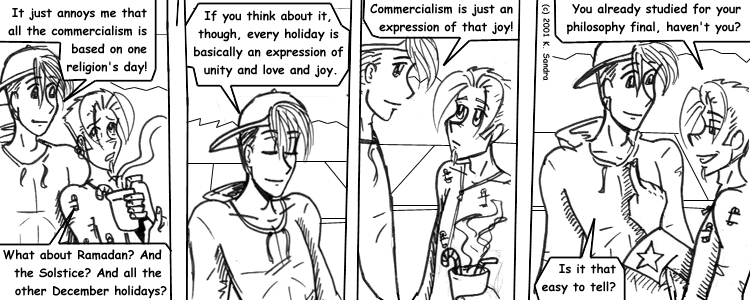 It just annoys me that
all the commercialism is
based on one
religion's day!
What about Ramadan? And
the Solstice? And all the
other December holidays?
If you think about it,
though, every holiday is
basically an expression of
unity and love and joy.
Commercialism is just an
expression of that joy!
(c) 2001 K. Sandra
You already studied for your
philosophy final, haven't you?
Is it that
easy to tell?